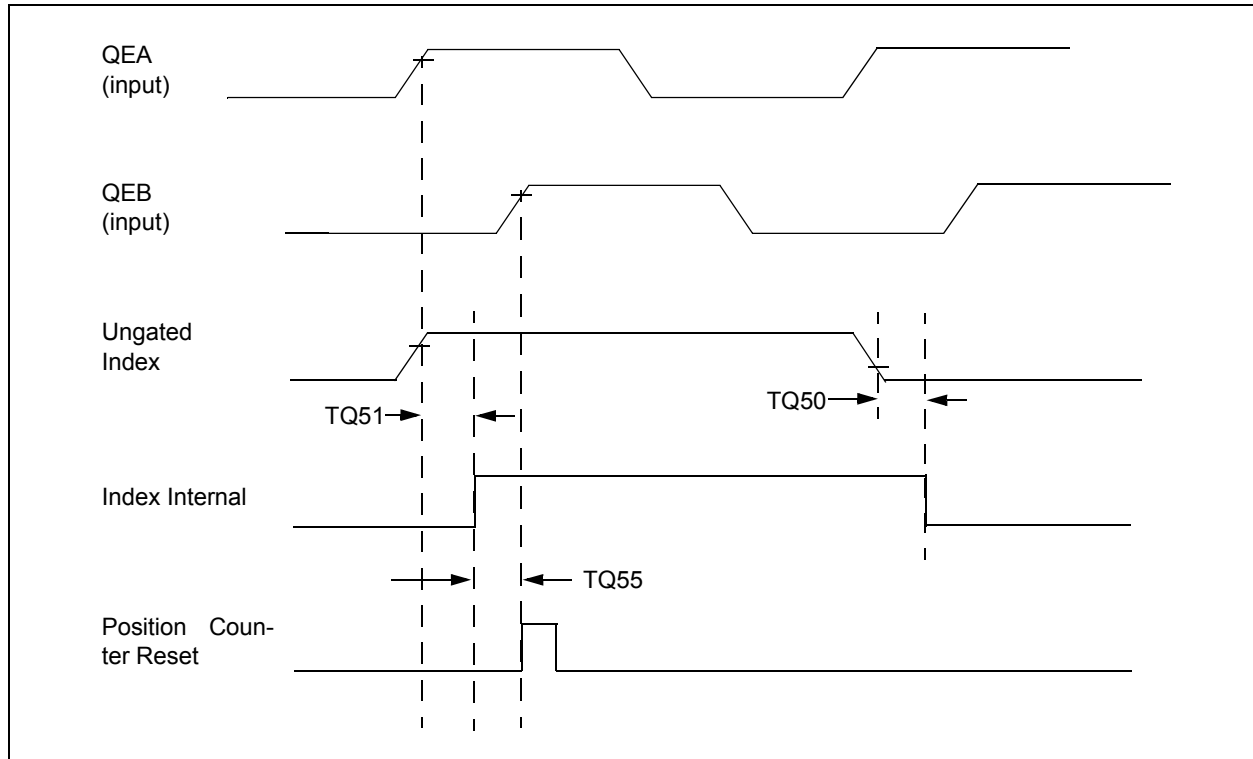 QEA
(input)
QEB
(input)
Ungated
Index
TQ51
TQ50
Index Internal
TQ55
Position Coun-
ter Reset